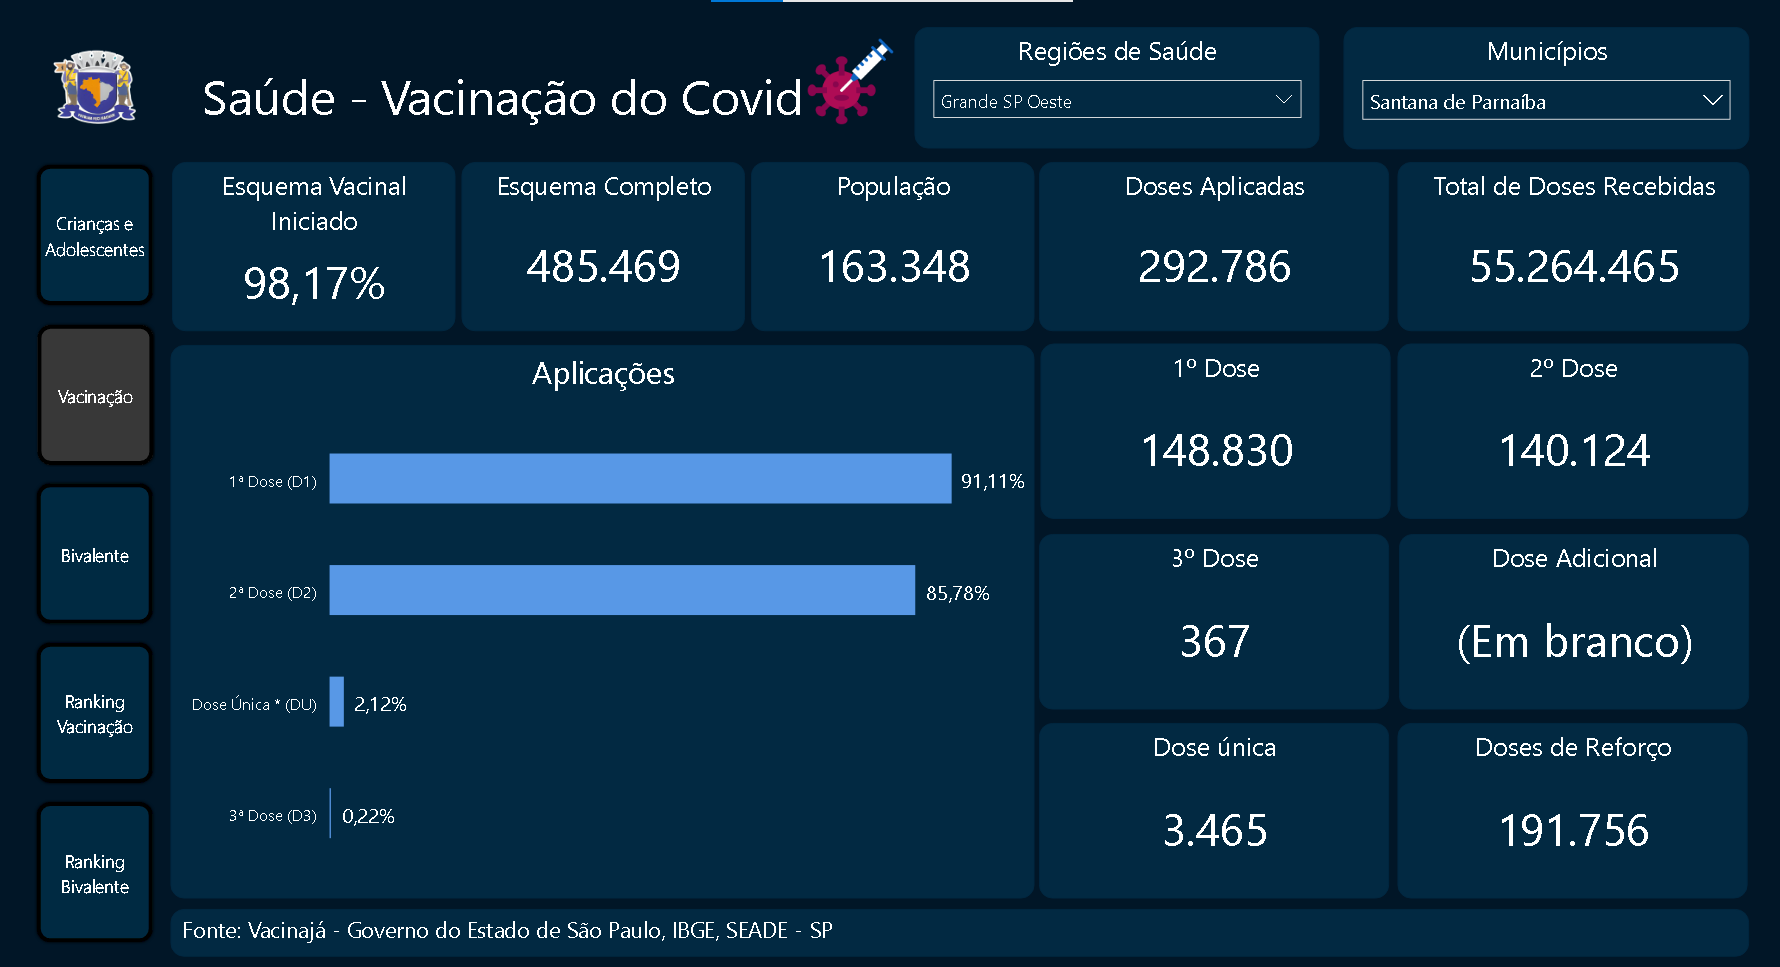 Saúde - Vacinação do Covid
Regiões de Saúde
Grande SP Oeste
Municípios
Santana de Parnaíba
Crianças e
Adolescentes
Vacinação
Bivalente
Ranking
Vacinação
Ranking
Bivalente
Esquema Vacinal
Iniciado
98,17%
Esquema Completo
485.469
População
163.348
Doses Aplicadas
292.786
Total de Doses Recebidas
55.264.465
Aplicações
1ª Dose (D1)
91,11%
2ª Dose (D2)
85,78%
Dose Única * (DU)
2,12%
3ª Dose (D3)
0,22%
1º Dose
148.830
2º Dose
140.124
3º Dose
367
Dose Adicional
(Em branco)
Dose única
3.465
Doses de Reforço
191.756
Fonte: Vacinajá - Governo do Estado de São Paulo, IBGE, SEADE - SP